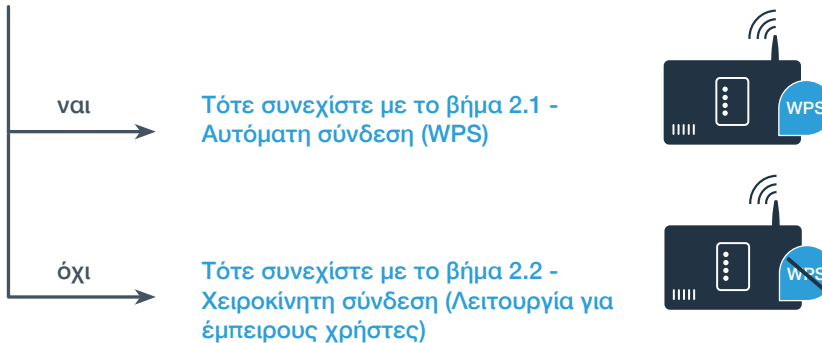 ναι
Τότε συνεχίστε με το βήμα 2.1 -
Αυτόματη σύνδεση (WPS)
WPS
όχι
Τότε συνεχίστε με το βήμα 2.2 -
Χειροκίνητη σύνδεση (Λειτουργία για
έμπειρους χρήστες)
WPS